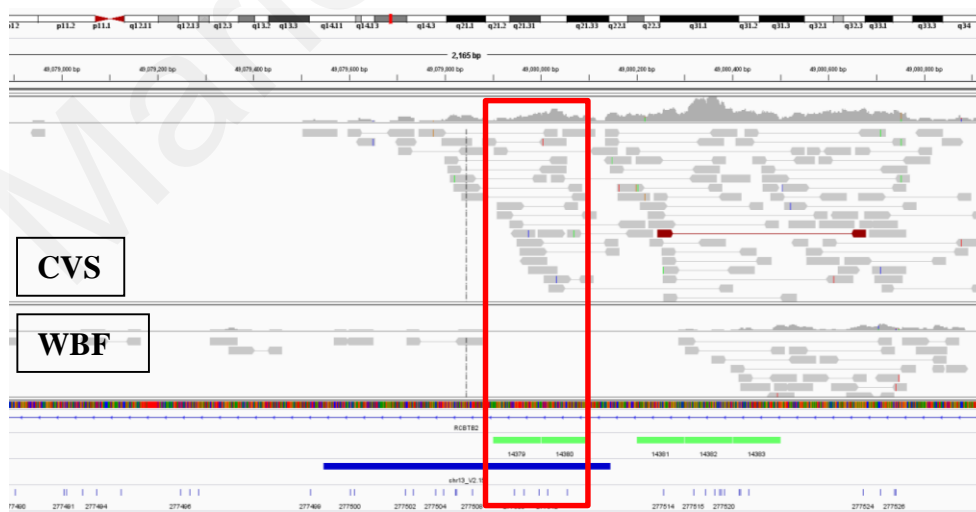 p11.2 p11.1 q12.11 q12.2 q12.3 q13.2 q13.3 q14.11 q14.13 q14.2 q14.3 q21.1 q21.2 q21.31 q21.33 q22.1 q22.3 q31.1 q31.3 q32.1 q32.3 q33.1 q33.3 q34
2,165 bp
49,079,000 bp 49,079,200 bp 49,079,400 bp 49,079,600 bp 49,079,800 bp 49,080,000 bp 49,080,200 bp 49,080,400 bp 49,080,600 bp 49,080,800 bp
CVS
WBF
RCBTB2
14379 14380 14381 14382 14383
277481 277484 277496 277499 277500 277502 277504 277514 277515 277520 277524 277526